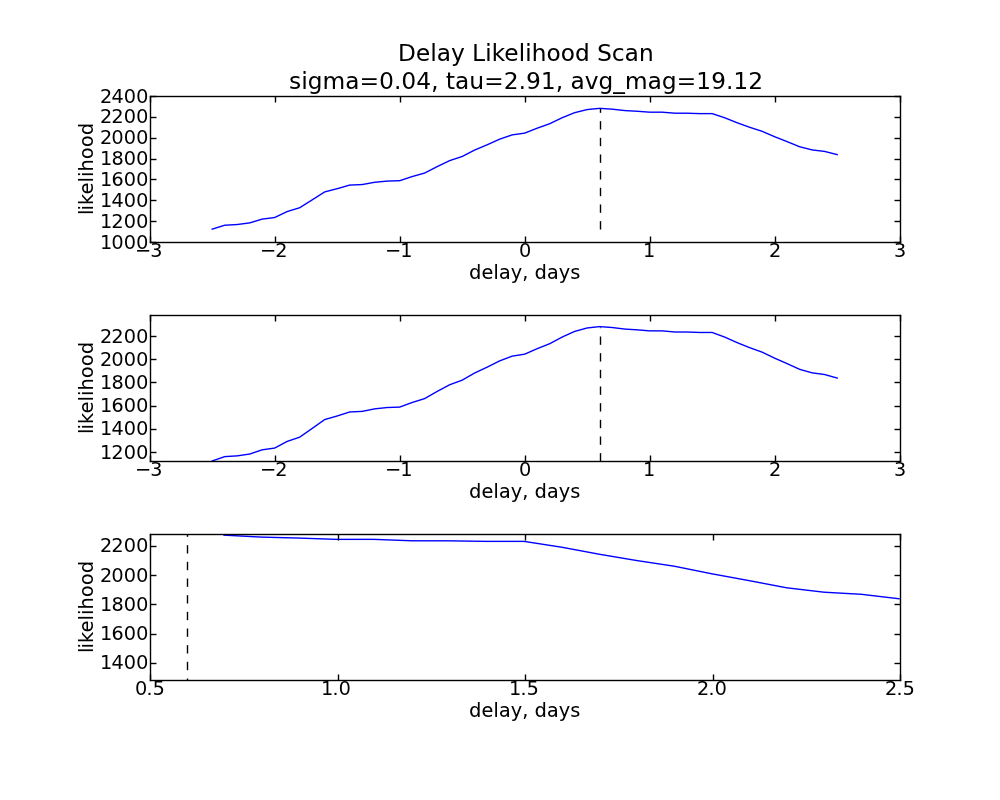 Delay Likelihood Scan
sigma=0.04, tau=2.91, avg_mag=19.12
2400
2200
2000
1800
1600
1400
1200
1000
likelihood
−3 −2 −1 0 1 2 3
delay, days
2200
2000
1800
1600
1400
1200
likelihood
−3 −2 −1 0 1 2 3
delay, days
2200
2000
1800
1600
1400
likelihood
0.5 1.0 1.5 2.0 2.5
delay, days